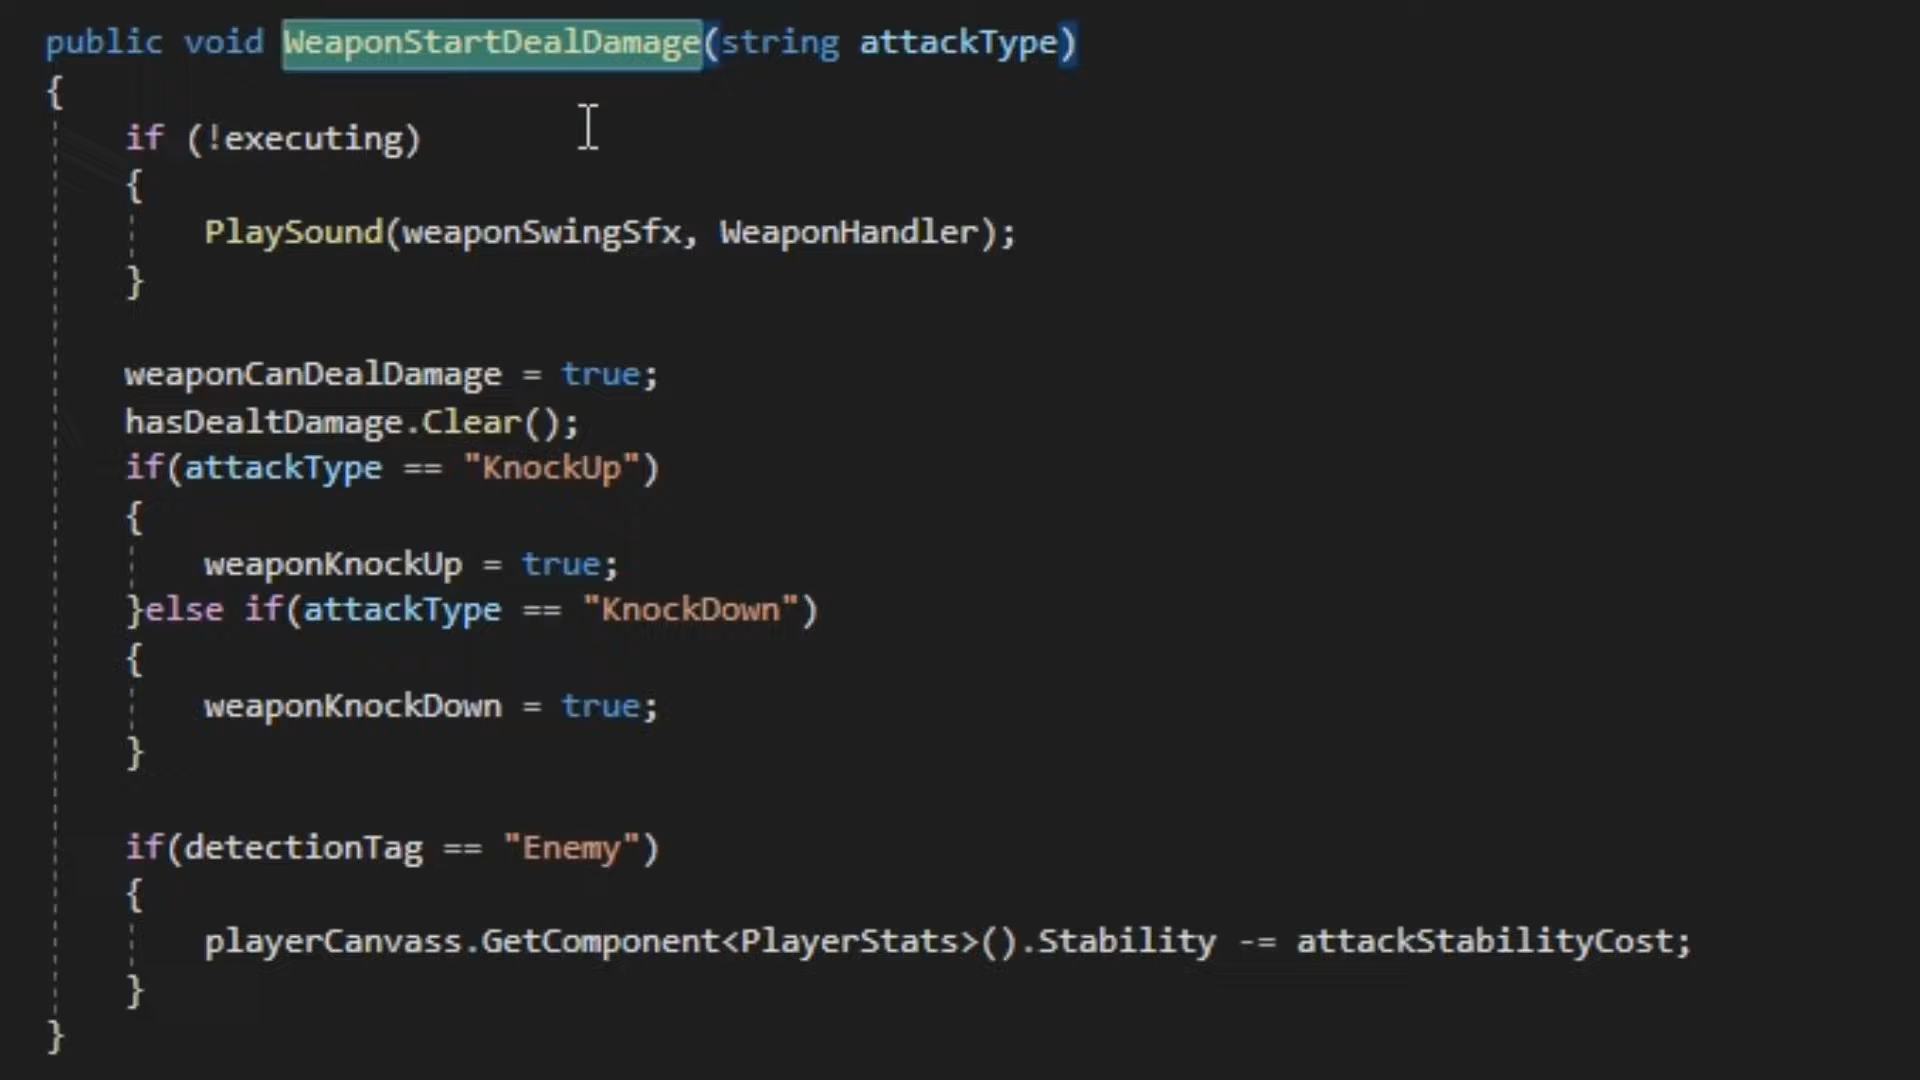 public void WeaponStartDealDamage(string attackType)
{
if (!executing)
{
PlaySound(weaponSwingSfx, WeaponHandler);
}
weaponCanDealDamage = true;
hasDealtDamage.Clear();
if(attackType == "KnockUp")
{
weaponKnockUp = true;
}else if(attackType == "KnockDown")
{
weaponKnockDown = true;
}
if(detectionTag == "Enemy")
{
playerCanvass.GetComponent<PlayerStats>().Stability -= attackStabilityCost;
}
}